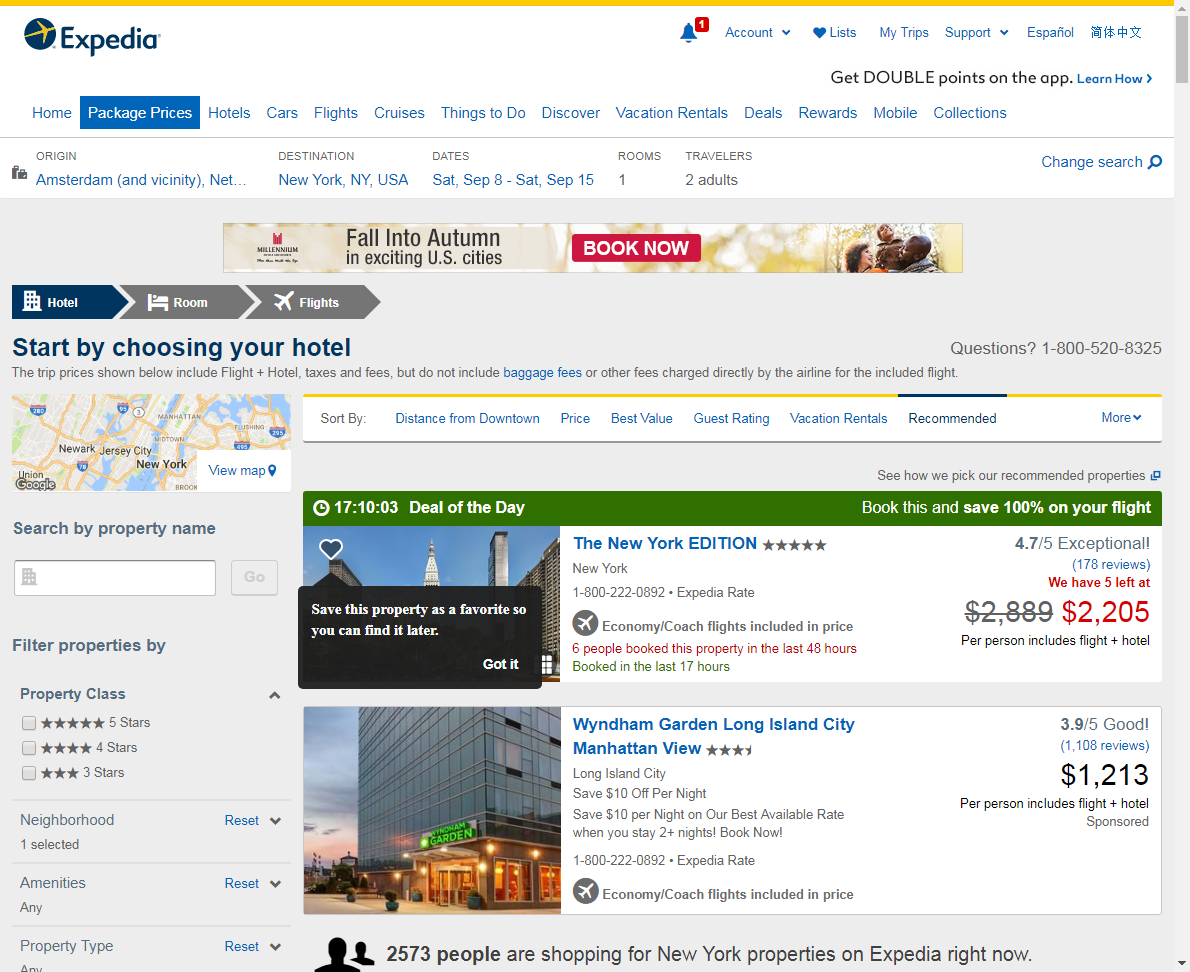 Expedia
1
Account
Lists
My Trips
Support
Español
简体中文
Get DOUBLE points on the app. Learn How
Home
Package Prices
Hotels
Cars
Flights
Cruises
Things to Do
Discover
Vacation Rentals
Deals
Rewards
Mobile
Collections
ORIGIN
Amsterdam (and vicinity), Net...
DESTINATION
New York, NY, USA
DATES
Sat, Sep 8 - Sat, Sep 15
ROOMS
1
TRAVELERS
2 adults
Change search
MILLENNIUM
Fall Into Autumn
in exciting U.S. cities
BOOK NOW
Hotel
Room
Flights
Start by choosing your hotel
Questions? 1-800-520-8325
The trip prices shown below include Flight + Hotel, taxes and fees, but do not include baggage fees or other fees charged directly by the airline for the included flight.
280
95
3
MANHATTAN
FLUSHING
295
MIDTOWN
495
Newark
Jersey City
78
New York
Union
BROOK
Google
View map
Sort By:
Distance from Downtown
Price
Best Value
Guest Rating
Vacation Rentals
Recommended
More
See how we pick our recommended properties
Search by property name
Go
Filter properties by
Property Class
5 Stars
4 Stars
3 Stars
Neighborhood
Reset
1 selected
Amenities
Reset
Any
Property Type
Reset
Any
17:10:03 Deal of the Day
Book this and save 100% on your flight
Save this property as a favorite so
you can find it later.
Got it
The New York EDITION
New York
1-800-222-0892 • Expedia Rate
Economy/Coach flights included in price
6 people booked this property in the last 48 hours
Booked in the last 17 hours
4.7/5 Exceptional!
(178 reviews)
We have 5 left at
$2,889 $2,205
Per person includes flight + hotel
WYNDHAM
GARDEN
Wyndham Garden Long Island City
Manhattan View
Long Island City
Save $10 Off Per Night
Save $10 per Night on Our Best Available Rate
when you stay 2+ nights! Book Now!
1-800-222-0892 • Expedia Rate
Economy/Coach flights included in price
3.9/5 Good!
(1,108 reviews)
$1,213
Per person includes flight + hotel
Sponsored
2573 people are shopping for New York properties on Expedia right now.